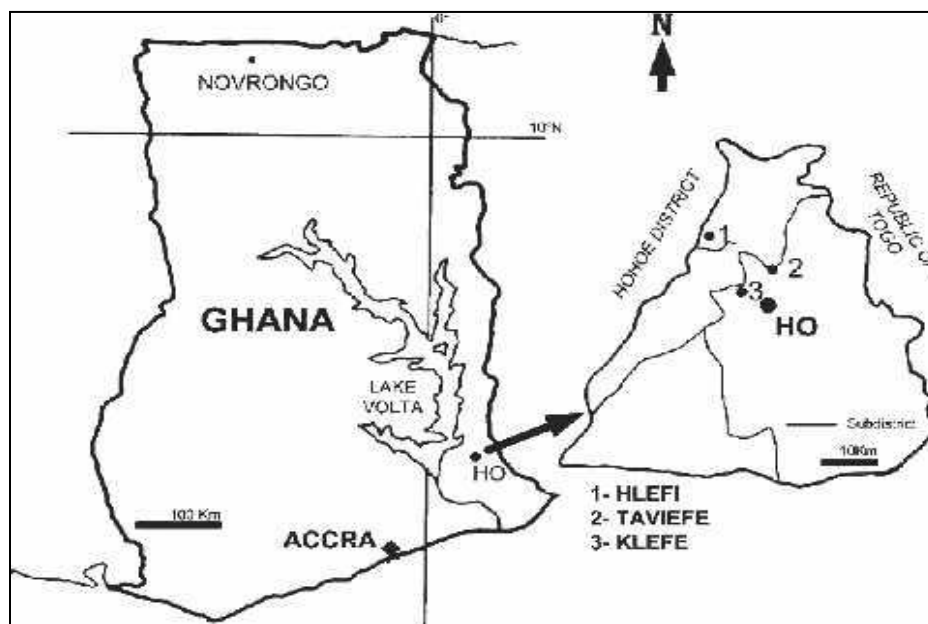 0°
N
NOVRONGO
10°N
HOHOE DISTRICT
REPUBLIC OF
TOGO
1
2
3
HO
GHANA
LAKE
VOLTA
HO
Subdistrict
10Km
100 Km
ACCRA
1- HLEFI
2- TAVIEFE
3- KLEFE